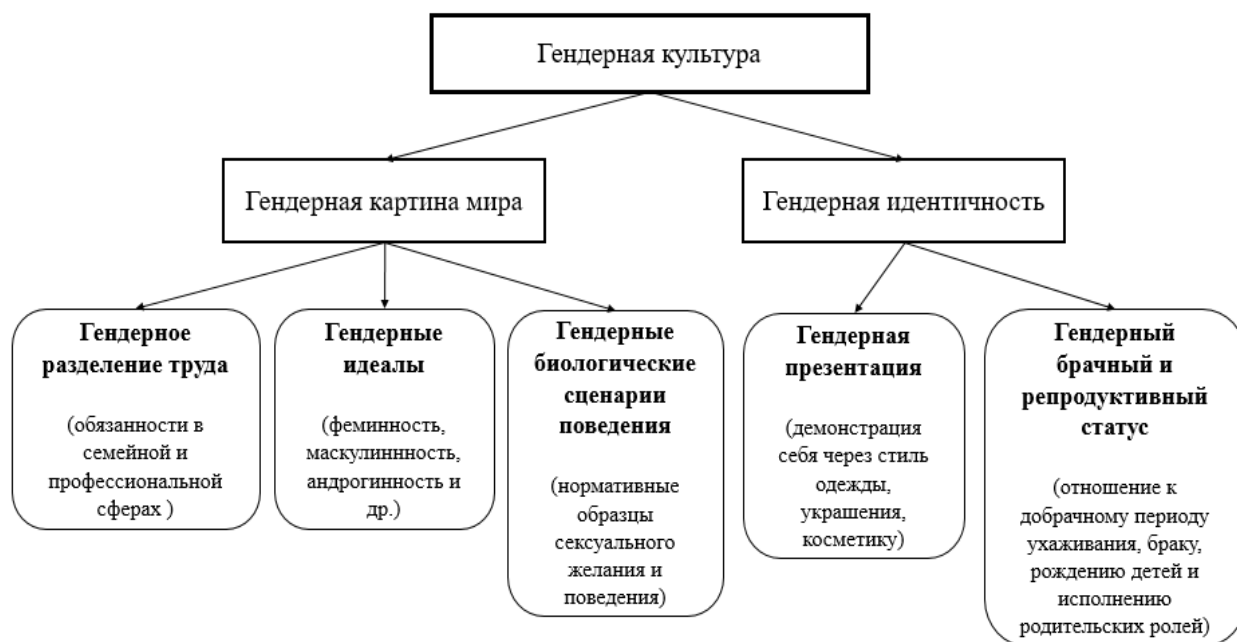 Гендерная культура
Гендерная картина мира
Гендерная идентичность
Гендерное
разделение труда
(обязанности в
семейной и
профессиональной
сферах )
Гендерные
идеалы
(феминность,
маскулиннность,
андрогинность и
др.)
Гендерные
биологические
сценарии
поведения
(нормативные
образцы
сексуального
желания и
поведения)
Гендерная
презентация
(демонстрация
себя через стиль
одежды,
украшения,
косметику)
Гендерный
брачный и
репродуктивный
статус
(отношение к
добрачному периоду
ухаживания, браку,
рождению детей и
исполнению
родительских ролей)